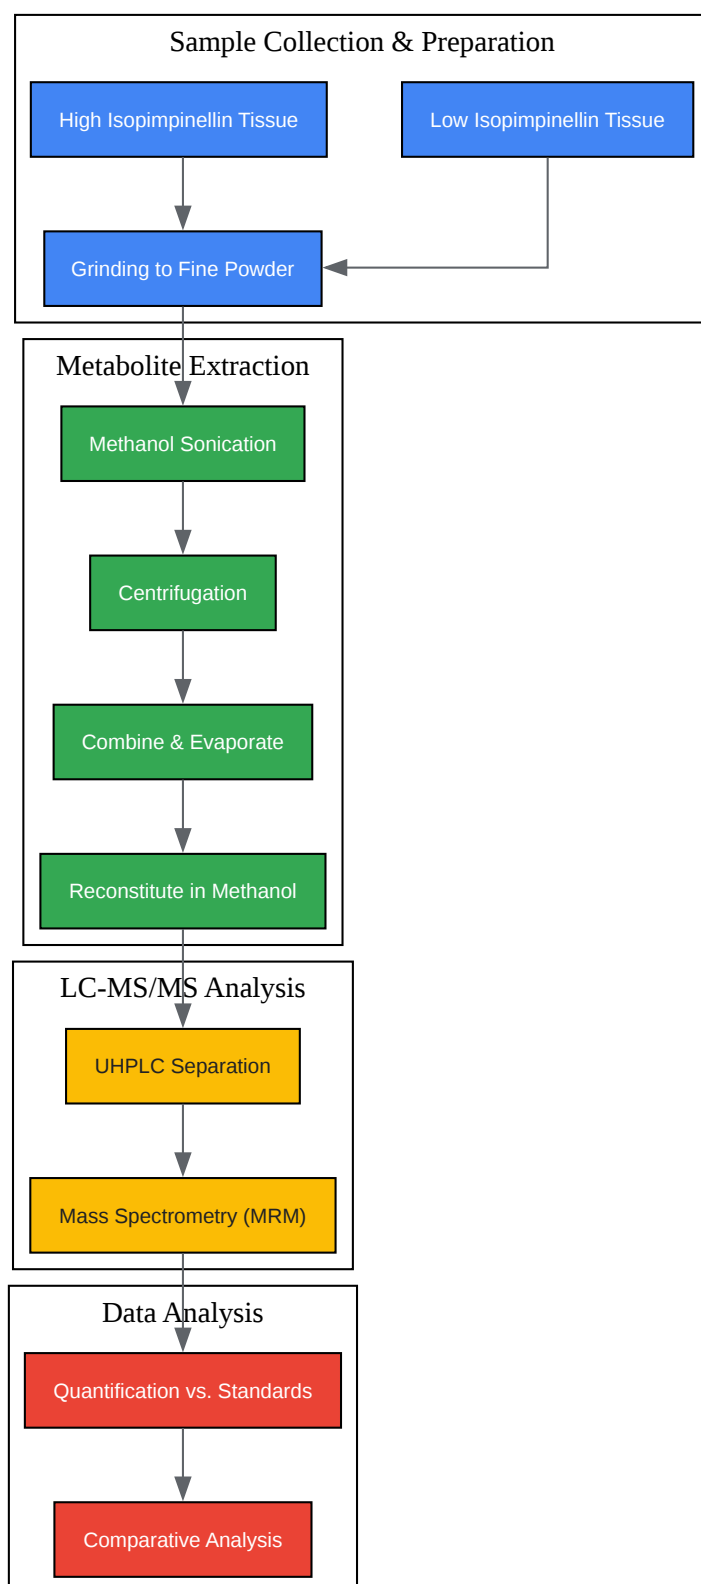 Sample Collection & Preparation
High Isopimpinellin Tissue
Low Isopimpinellin Tissue
Grinding to Fine Powder
Metabolite Extraction
Methanol Sonication
Centrifugation
Combine & Evaporate
Reconstitute in Methanol
LC-MS/MS Analysis
UHPLC Separation
Mass Spectrometry (MRM)
Data Analysis
Quantification vs. Standards
Comparative Analysis